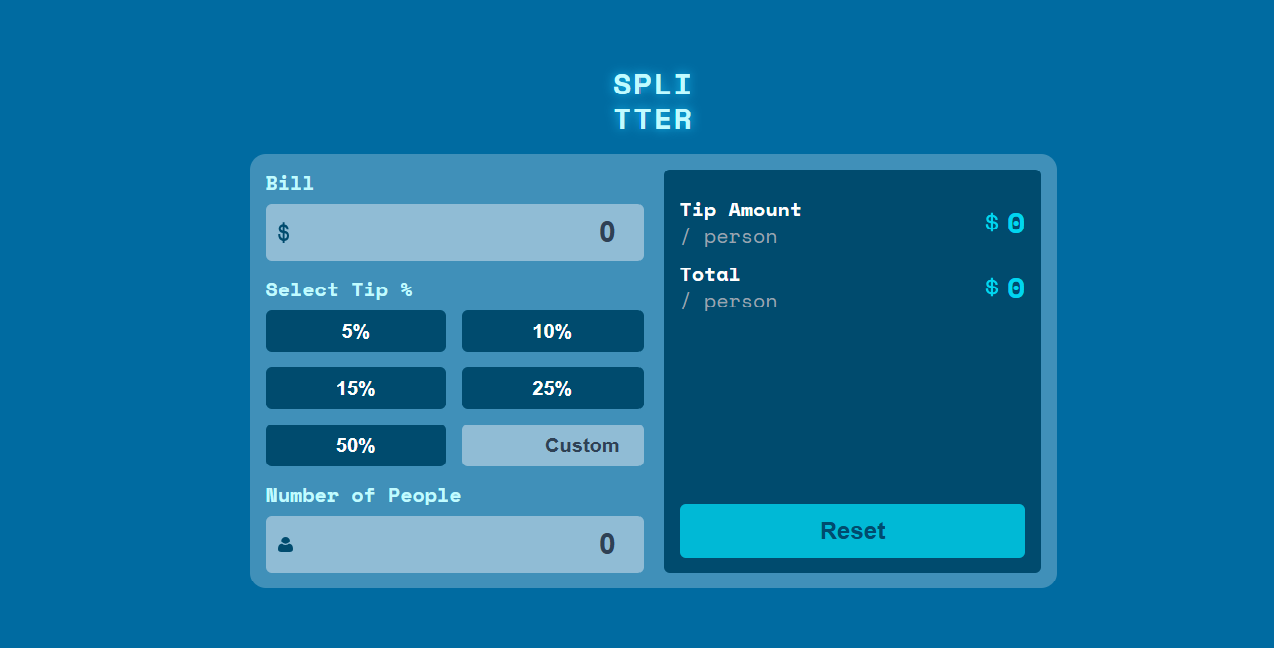 SPLI
TTER
Bill
$ 0
Select Tip %
5% 10%
15% 25%
50% Custom
Number of People
0
Tip Amount
/ person
$ 0
Total
/ person
$ 0
Reset